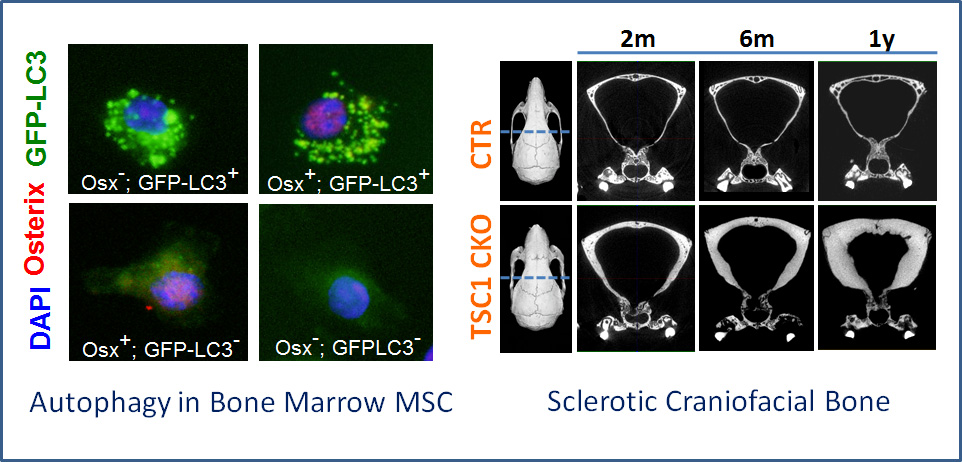 DAPI Osterix GFP-LC3
Osx⁻; GFP-LC3⁺
Osx⁺; GFP-LC3⁺
Osx⁺; GFP-LC3⁻
Osx⁻; GFPLC3⁻
Autophagy in Bone Marrow MSC
2m 6m 1y
CTR
TSC1 CKO
Sclerotic Craniofacial Bone